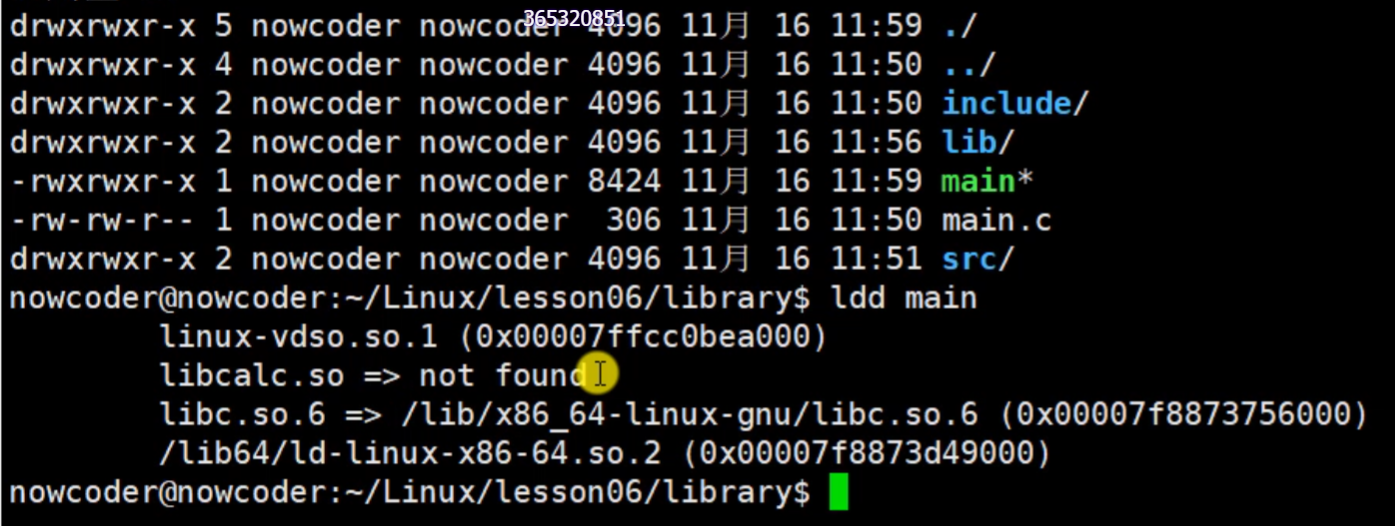 365320851
drwxrwxr-x 5 nowcoder nowcoder 4096 11月 16 11:59 ./
drwxrwxr-x 4 nowcoder nowcoder 4096 11月 16 11:50 ../
drwxrwxr-x 2 nowcoder nowcoder 4096 11月 16 11:50 include/
drwxrwxr-x 2 nowcoder nowcoder 4096 11月 16 11:56 lib/
-rwxrwxr-x 1 nowcoder nowcoder 8424 11月 16 11:59 main*
-rw-rw-r-- 1 nowcoder nowcoder  306 11月 16 11:50 main.c
drwxrwxr-x 2 nowcoder nowcoder 4096 11月 16 11:51 src/
nowcoder@nowcoder:~/Linux/lesson06/library$ ldd main
linux-vdso.so.1 (0x00007ffcc0bea000)
libcalc.so => not found
libc.so.6 => /lib/x86_64-linux-gnu/libc.so.6 (0x00007f8873756000)
/lib64/ld-linux-x86-64.so.2 (0x00007f8873d49000)
nowcoder@nowcoder:~/Linux/lesson06/library$